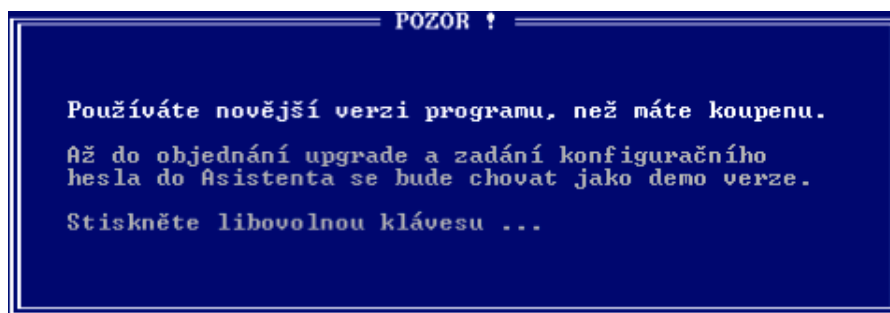 POZOR !
Používáte novější verzi programu, než máte koupenu.
Až do objednání upgrade a zadání konfiguračního
hesla do Asistenta se bude chovat jako demo verze.
Stiskněte libovolnou klávesu ...